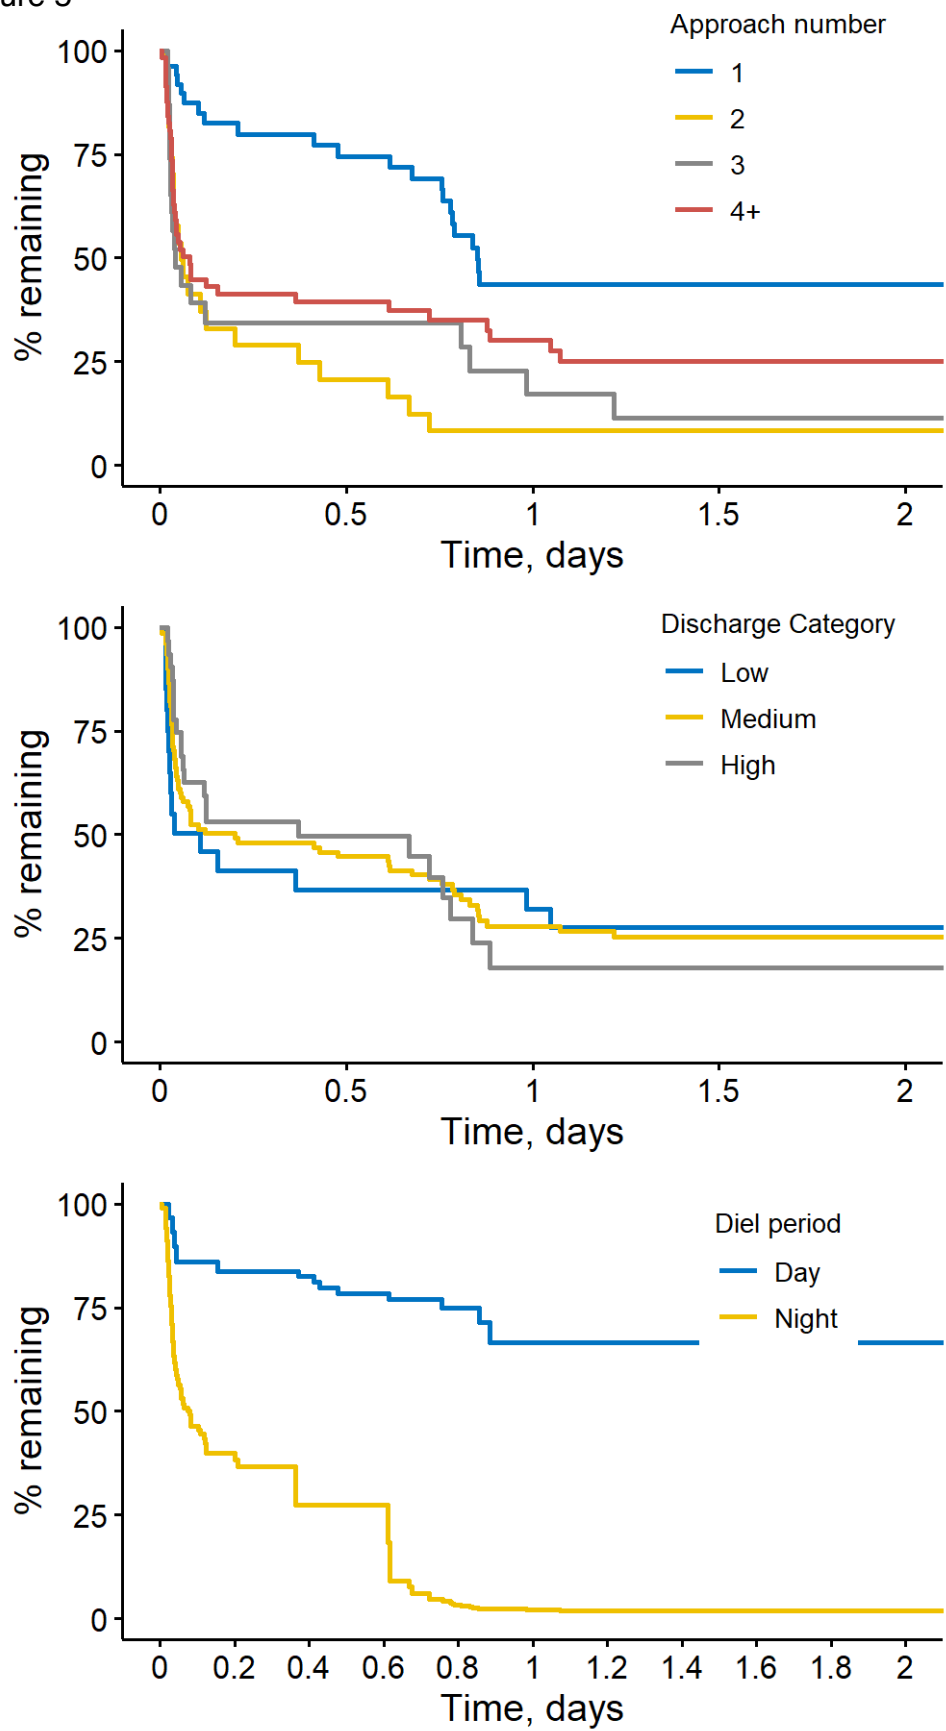 Approach number
1
2
3
4+
100
75
50
25
0
% remaining
0 0.5 1 1.5 2
Time, days
Discharge Category
Low
Medium
High
100
75
50
25
0
% remaining
0 0.5 1 1.5 2
Time, days
Diel period
Day
Night
100
75
50
25
0
% remaining
0 0.2 0.4 0.6 0.8 1 1.2 1.4 1.6 1.8 2
Time, days